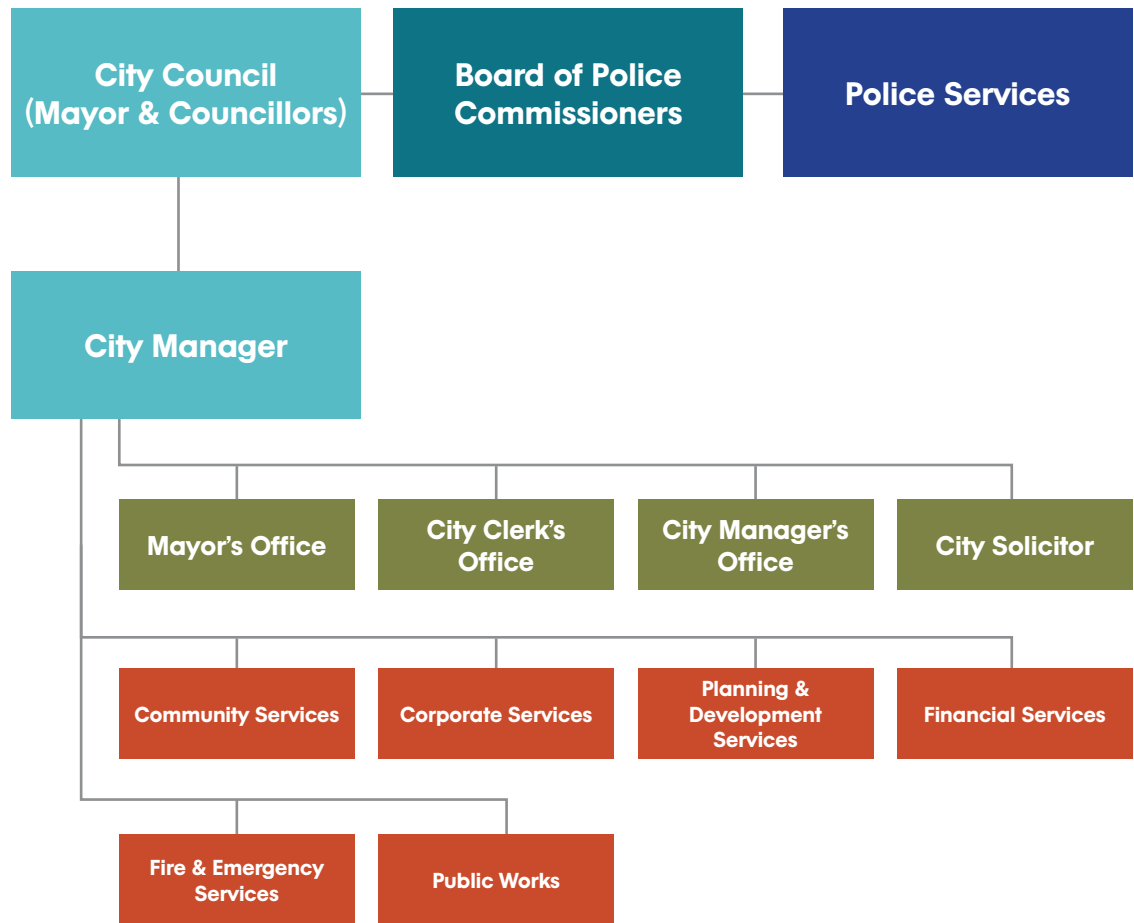 City Council
(Mayor & Councillors)
Board of Police
Commissioners
Police Services
City Manager
Mayor’s Office
City Clerk’s
Office
City Manager’s
Office
City Solicitor
Community Services
Corporate Services
Planning &
Development
Services
Financial Services
Fire & Emergency
Services
Public Works